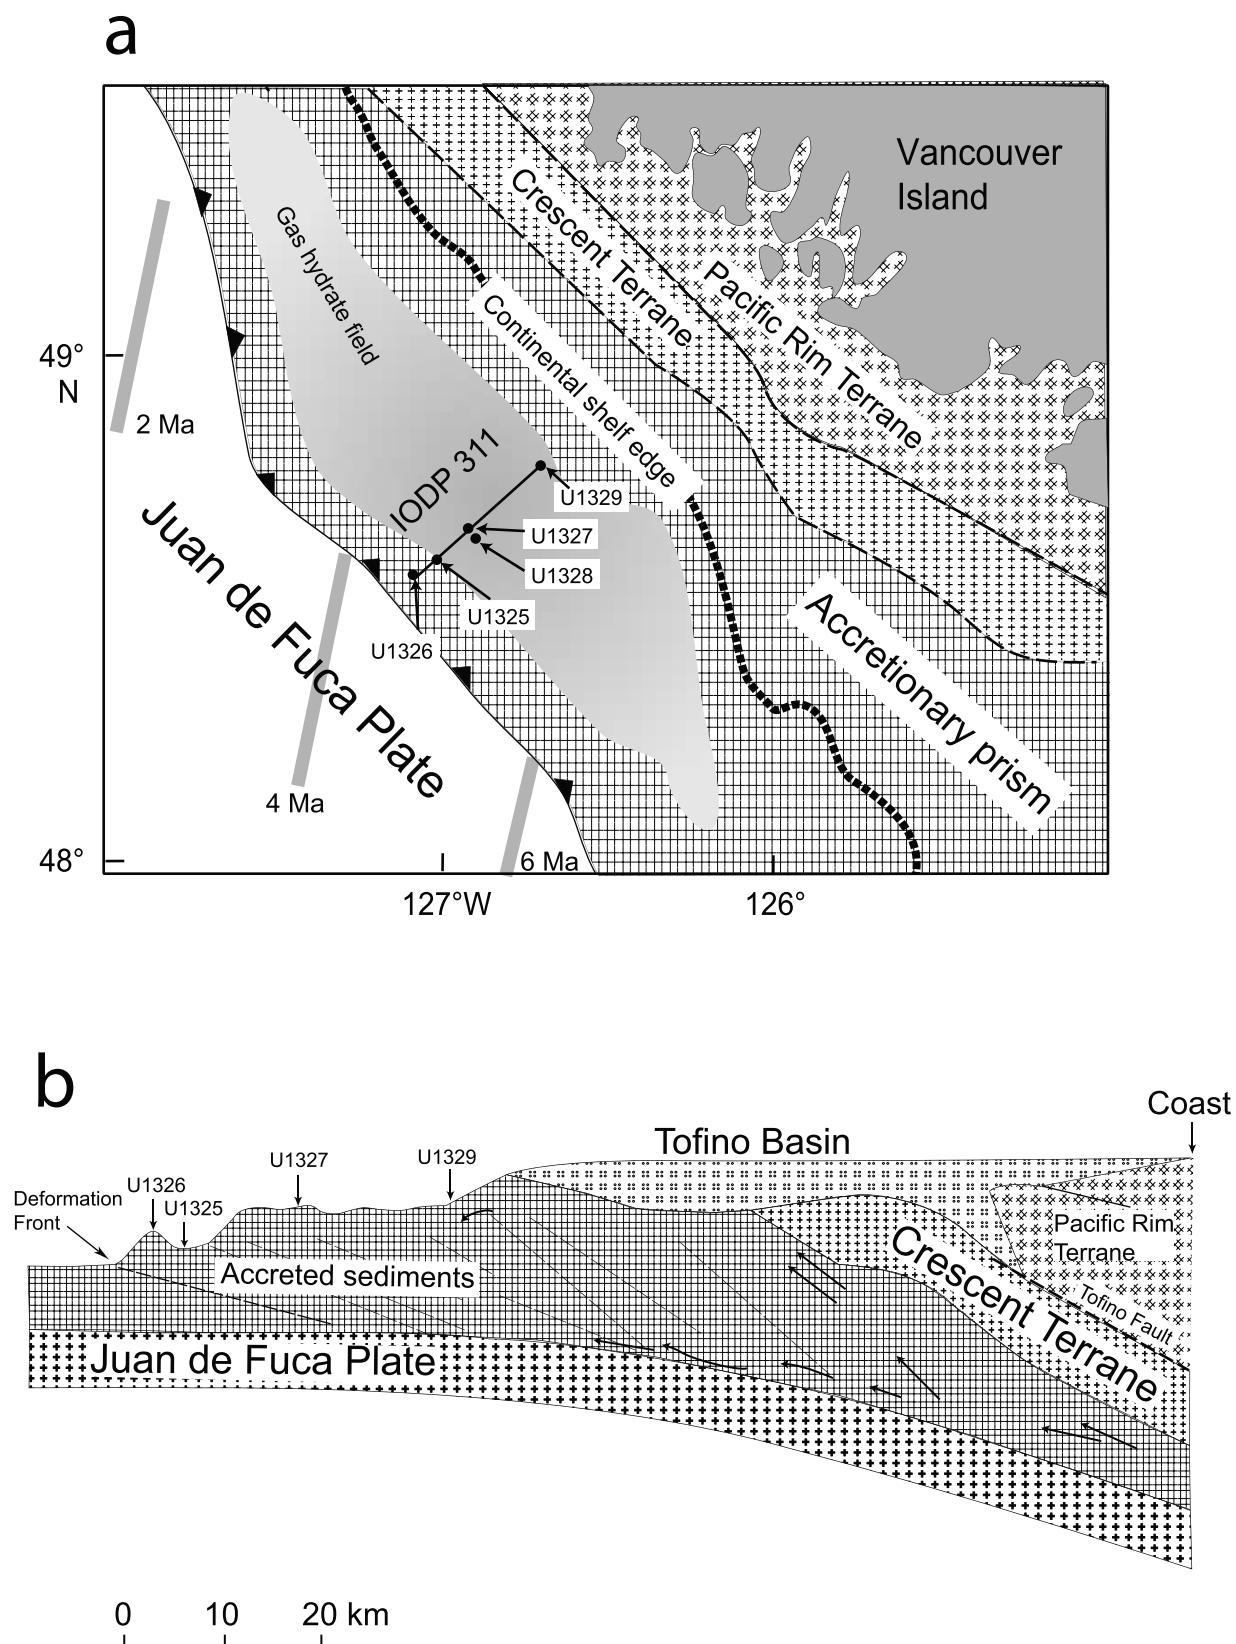 a
Vancouver
Island
Crescent Terrane
Gas hydrate field
Pacific Rim Terrane
Continental shelf edge
49°
N
2 Ma
IODP 311
U1329
U1327
U1328
U1325
U1326
Juan de Fuca Plate
Accretionary prism
4 Ma
6 Ma
48°
127°W
126°
b
Coast
Tofino Basin
U1329
U1327
U1326
U1325
Deformation
Front
Pacific Rim
Terrane
Crescent Terrane
Accreted sediments
Tofino Fault
Juan de Fuca Plate
0 10 20 km